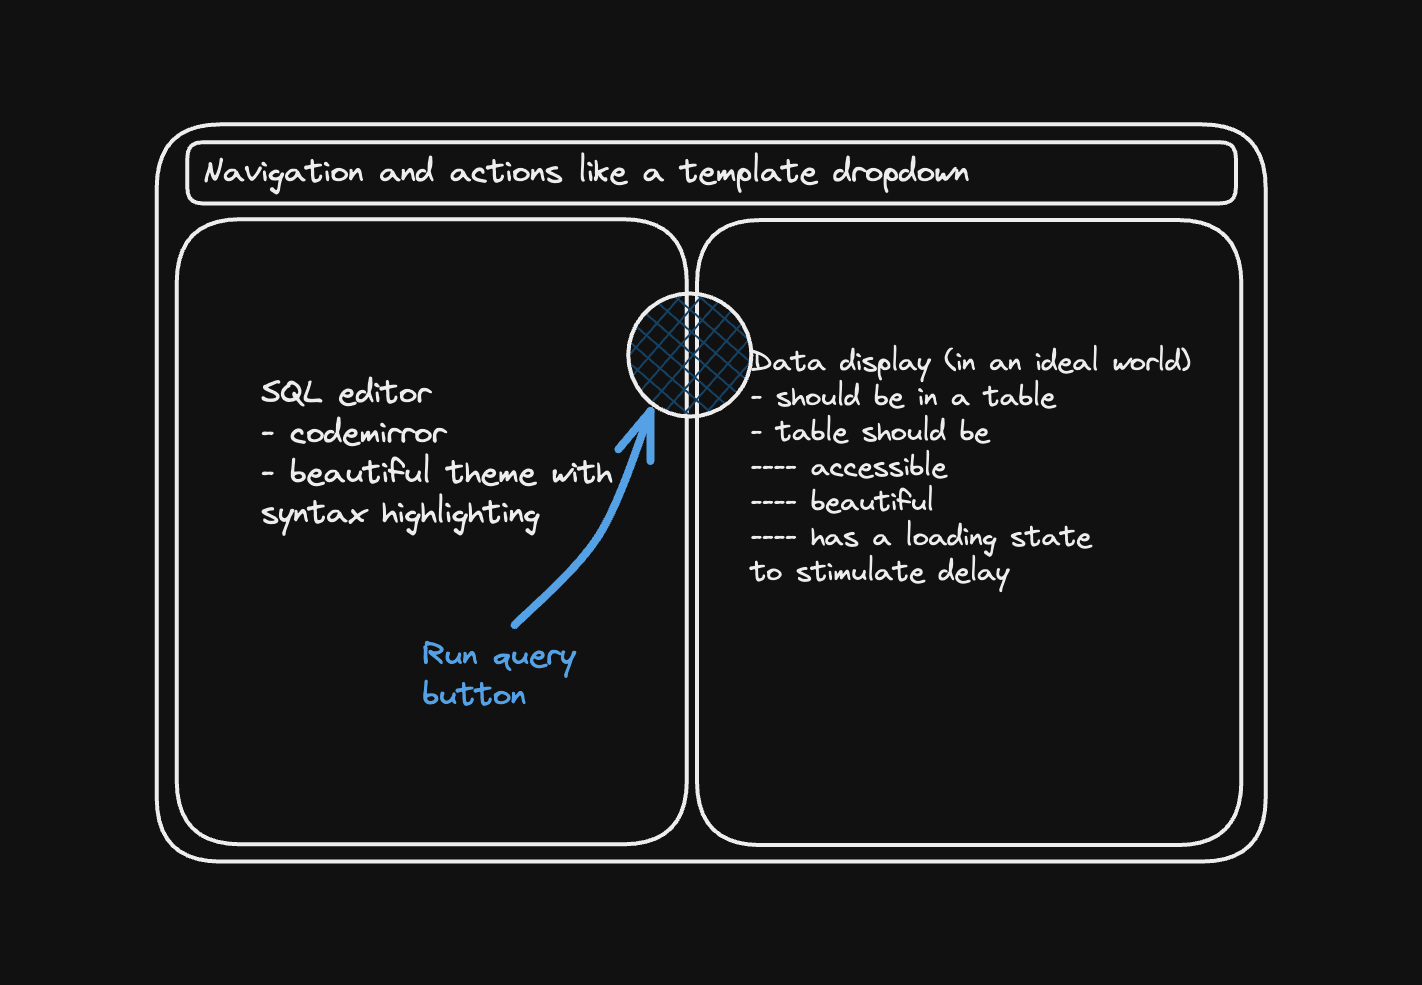 Navigation and actions like a template dropdown
SQL editor
- codemirror
- beautiful theme with
syntax highlighting
Run query
button
Data display (in an ideal world)
- should be in a table
- table should be
---- accessible
---- beautiful
---- has a loading state
to stimulate delay